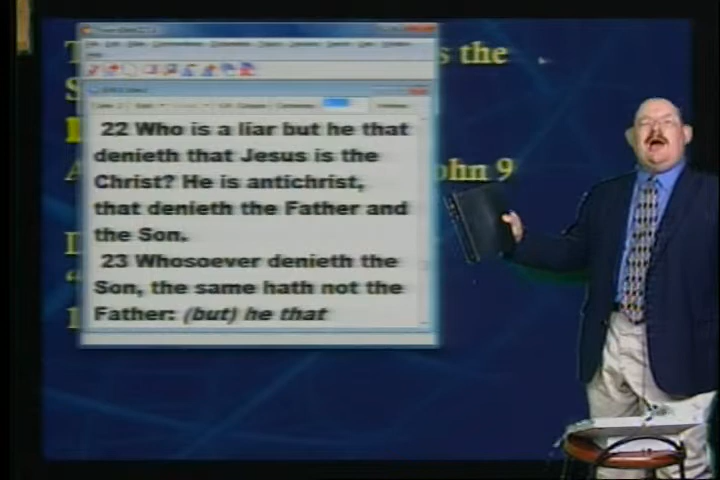 s the
22 Who is a liar but he that
denieth that Jesus is the
Christ? He is antichrist,
ohn 9
that denieth the Father and
the Son.
23 Whosoever denieth the
Son, the same hath not the
Father: (but) he that